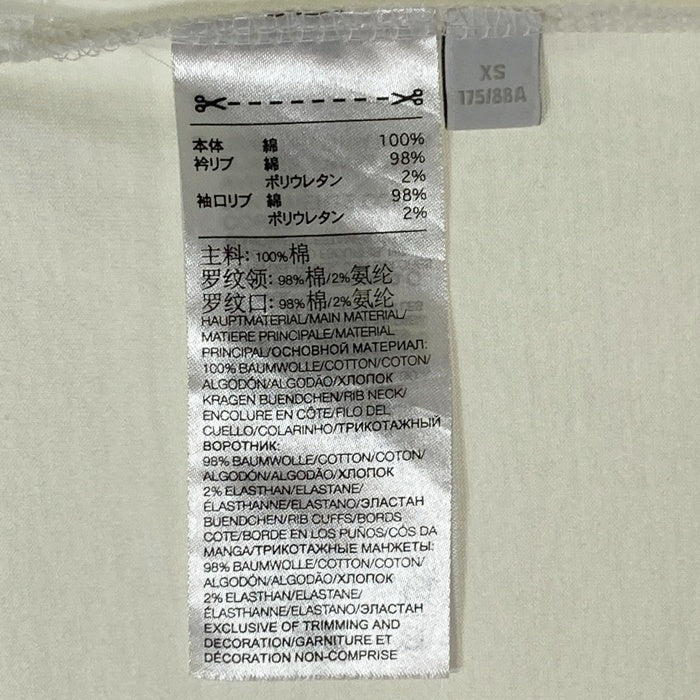 XS
175/88A
本体 綿 100%
衿リブ 綿 98%
ポリウレタン 2%
袖口リブ 綿 98%
ポリウレタン 2%
主料: 100%棉
罗纹领: 98%棉/2%氨纶
罗纹口: 98%棉/2%氨纶
HAUPTMATERIAL/MAIN MATERIAL/
MATIERE PRINCIPALE/MATERIAL
PRINCIPAL/ОСНОВНОЙ МАТЕРИАЛ:
100% BAUMWOLLE/COTTON/COTON/
ALGODÓN/ALGODÃO/ХЛОПОК
KRAGEN BUENDCHEN/RIB NECK/
ENCOLURE EN CÔTE/FILO DEL
CUELLO/COLARINHO/ТРИКОТАЖНЫЙ
ВОРОТНИК:
98% BAUMWOLLE/COTTON/COTON/
ALGODÓN/ALGODÃO/ХЛОПОК
2% ELASTHAN/ELASTANE/
ÉLASTHANNE/ELASTANO/ЭЛАСТАН
BUENDCHEN/RIB CUFFS/BORDS
COTE/BORDE EN LOS PUÑOS/CÓS DA
MANGA/ТРИКОТАЖНЫЕ МАНЖЕТЫ:
98% BAUMWOLLE/COTTON/COTON/
ALGODÓN/ALGODÃO/ХЛОПОК
2% ELASTHAN/ELASTANE/
ÉLASTHANNE/ELASTANO/ЭЛАСТАН
EXCLUSIVE OF TRIMMING AND
DECORATION/GARNITURE ET
DÉCORATION NON-COMPRISE